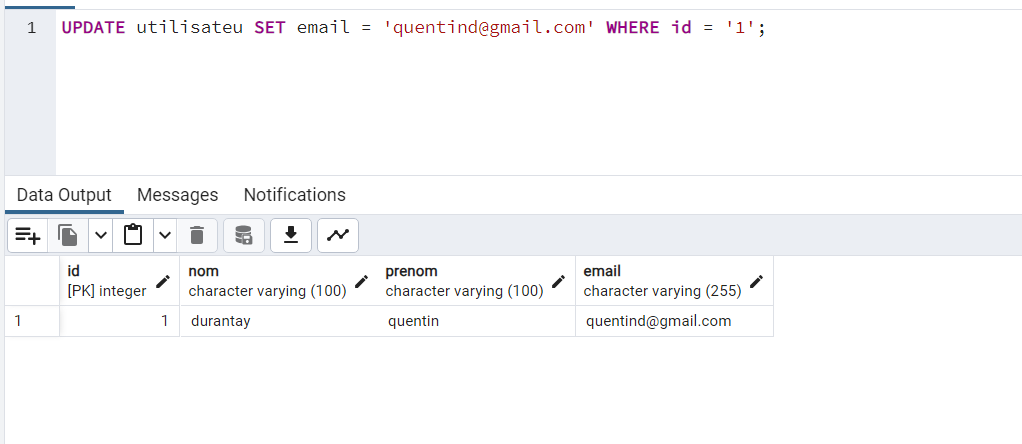 1 UPDATE utilisateu SET email = 'quentind@gmail.com' WHERE id = '1';
Data Output Messages Notifications
id nom prenom email
[PK] integer character varying (100) character varying (100) character varying (255)
1 1 durantay quentin quentind@gmail.com